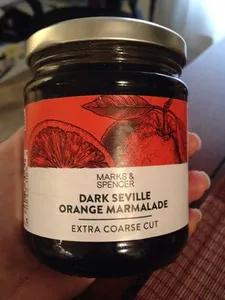 MARKS &
SPENCER
DARK SEVILLE
ORANGE MARMALADE
EXTRA COARSE CUT